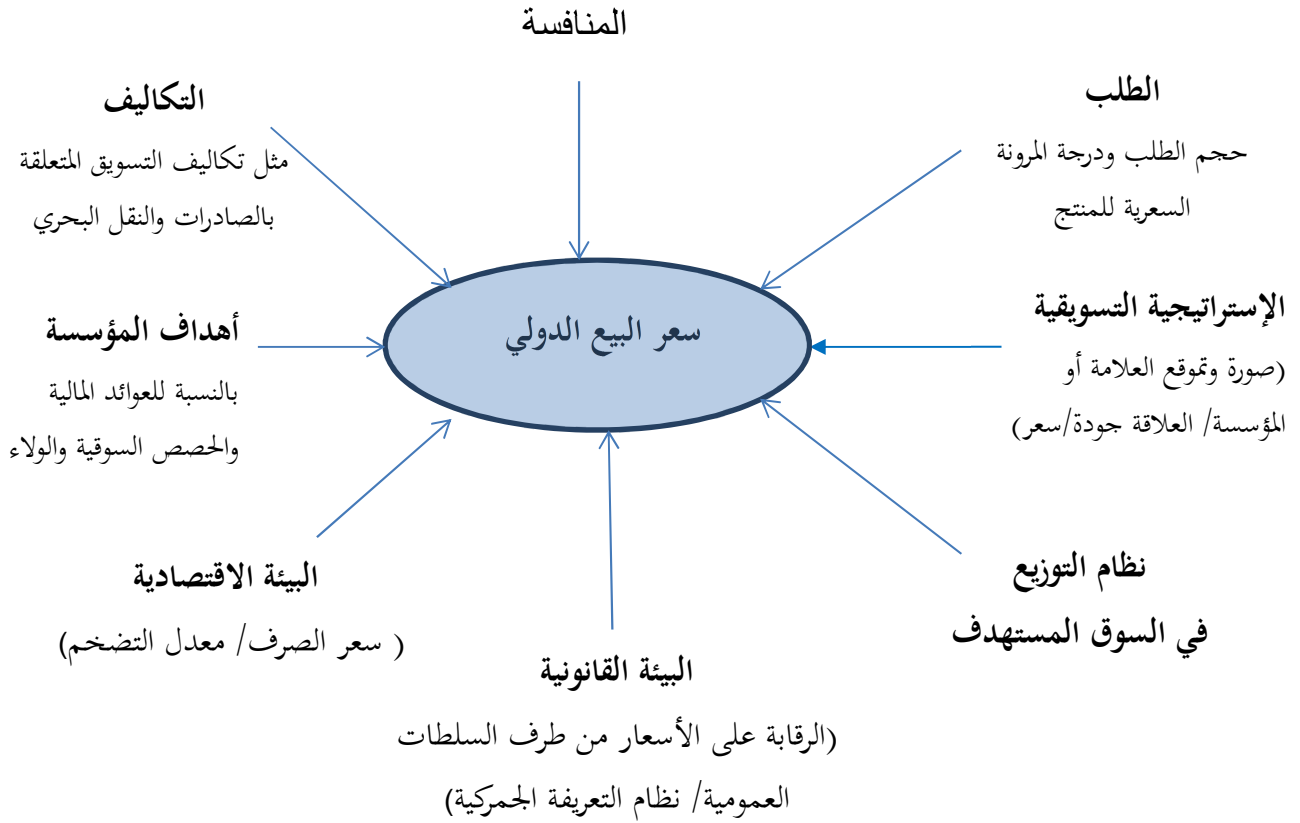 المنافسة
الطلب
حجم الطلب ودرجة المرونة
السعرية للمنتج
التكاليف
مثل تكاليف التسويق المتعلقة
بالصادرات والنقل البحري
الإستراتيجية التسويقية
(صورة وتموقع العلامة أو
المؤسسة/ العلاقة جودة/سعر)
سعر البيع الدولي
أهداف المؤسسة
بالنسبة للعوائد المالية
والحصص السوقية والولاء
نظام التوزيع
في السوق المستهدف
البيئة الاقتصادية
( سعر الصرف/ معدل التضخم)
البيئة القانونية
(الرقابة على الأسعار من طرف السلطات
العمومية/ نظام التعريفة الجمركية)